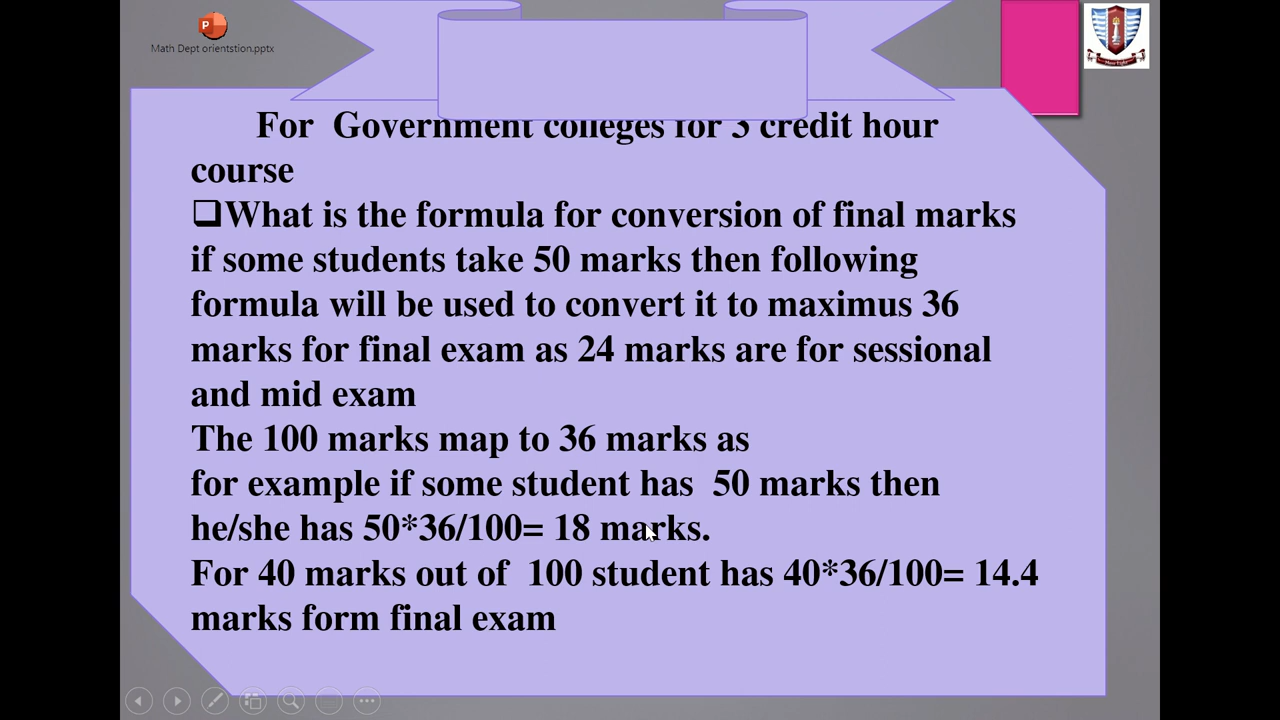 Math Dept orientstion.pptx
For Government colleges for 3 credit hour
course
❑What is the formula for conversion of final marks
if some students take 50 marks then following
formula will be used to convert it to maximus 36
marks for final exam as 24 marks are for sessional
and mid exam
The 100 marks map to 36 marks as
for example if some student has 50 marks then
he/she has 50*36/100= 18 marks.
For 40 marks out of 100 student has 40*36/100= 14.4
marks form final exam